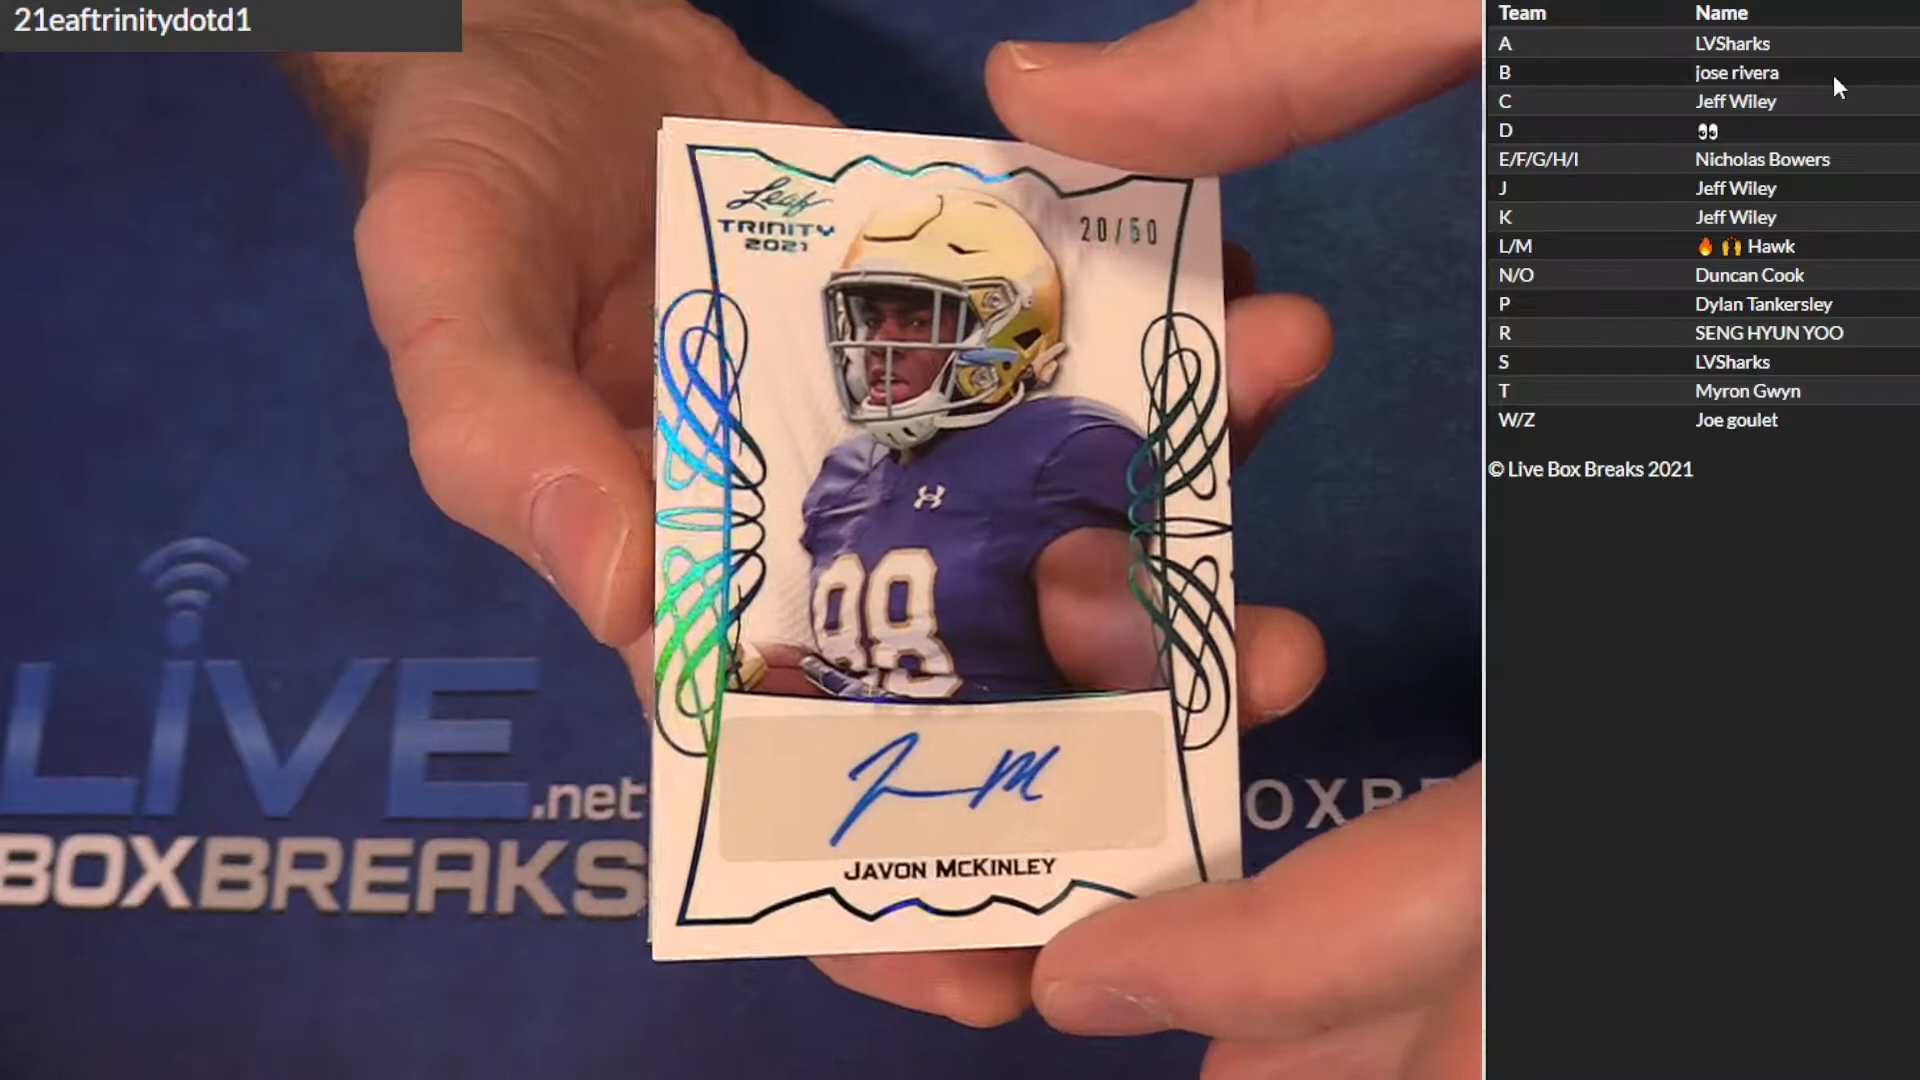 21eaftrinitydotd1
Leaf
TRINITY
2021
20/50
88
JAVON MCKINLEY
LIVE
.net
BOXBREAKS
OXB
Team Name
A LVSharks
B jose rivera
C Jeff Wiley
D 👀
E/F/G/H/I Nicholas Bowers
J Jeff Wiley
K Jeff Wiley
L/M 🔥 🙌 Hawk
N/O Duncan Cook
P Dylan Tankersley
R SENG HYUN YOO
S LVSharks
T Myron Gwyn
W/Z Joe goulet
© Live Box Breaks 2021